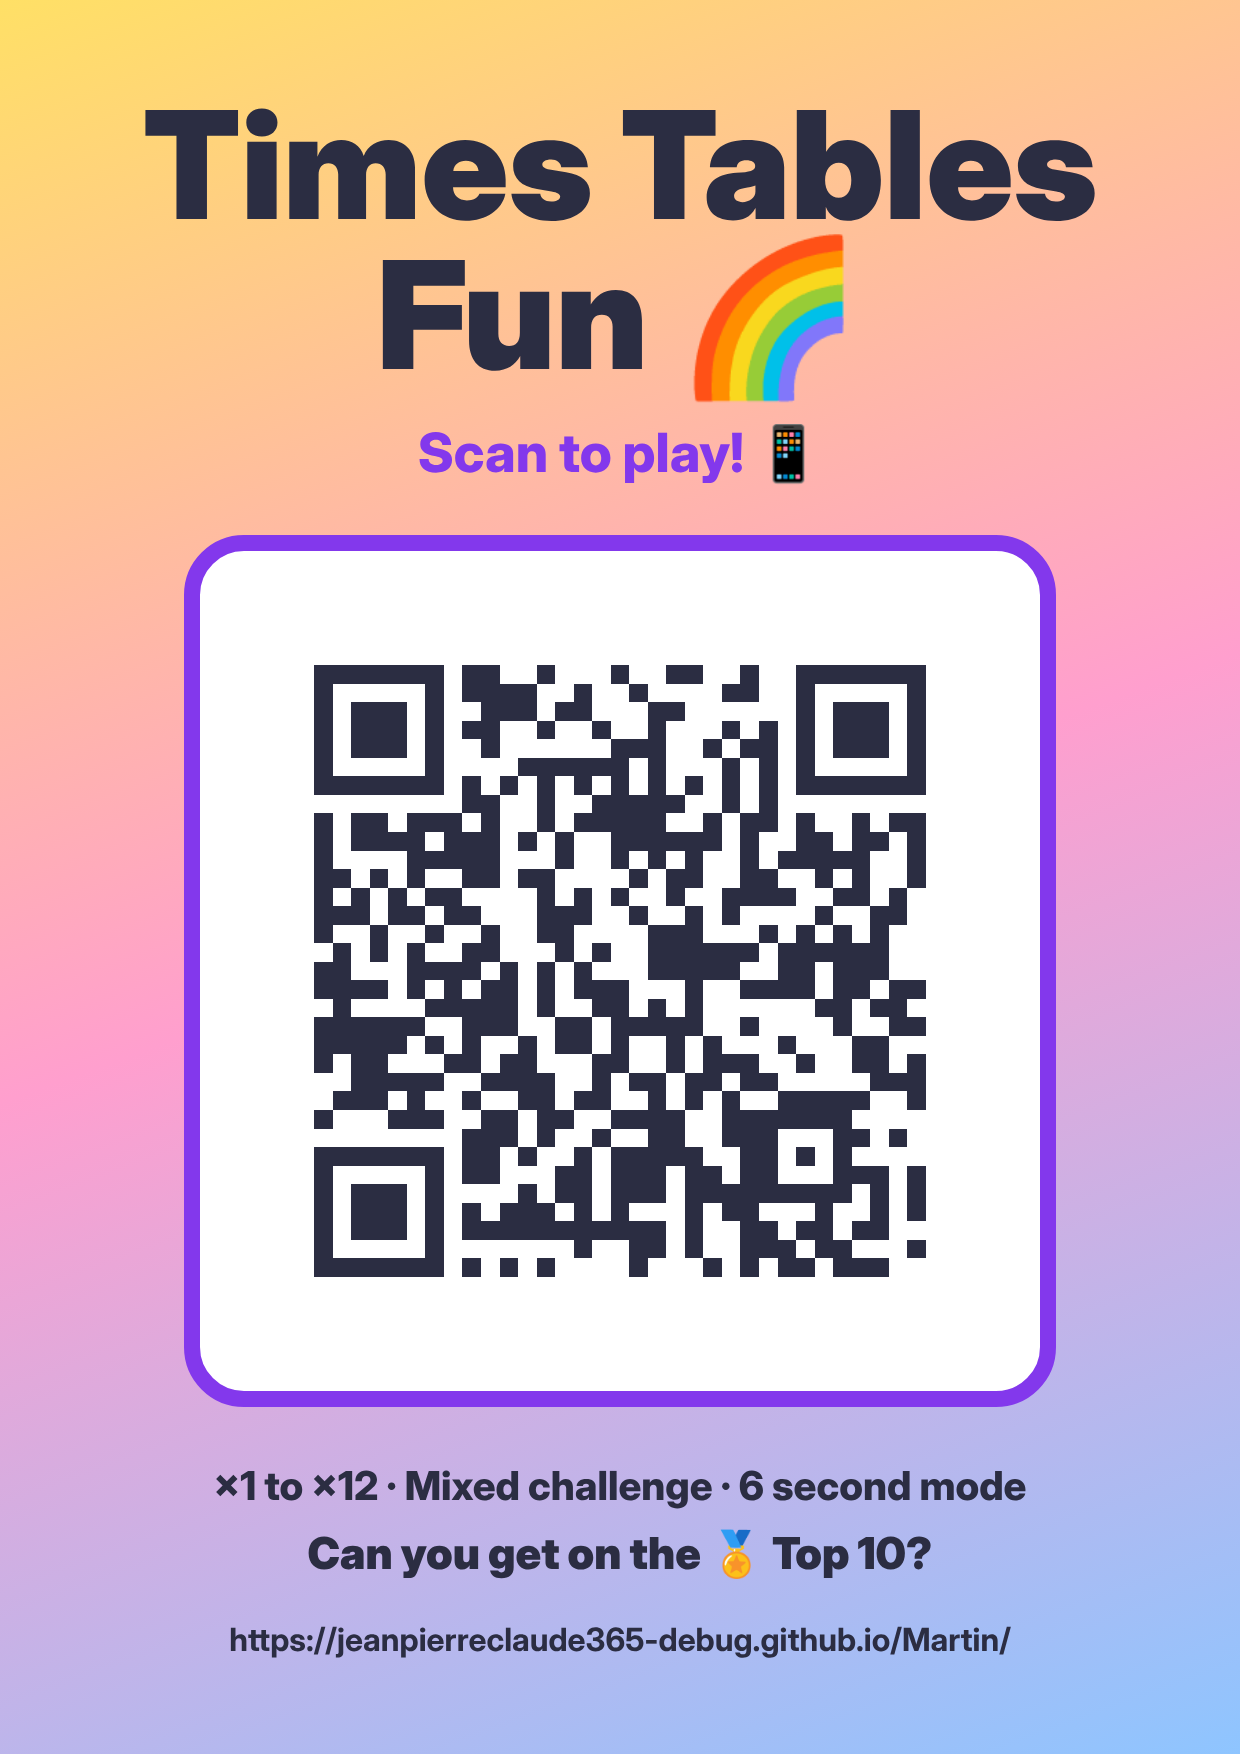 Times Tables
Fun 🌈
Scan to play! 📱
×1 to ×12 · Mixed challenge · 6 second mode
Can you get on the 🏅 Top 10?
https://jeanpierreclaude365-debug.github.io/Martin/